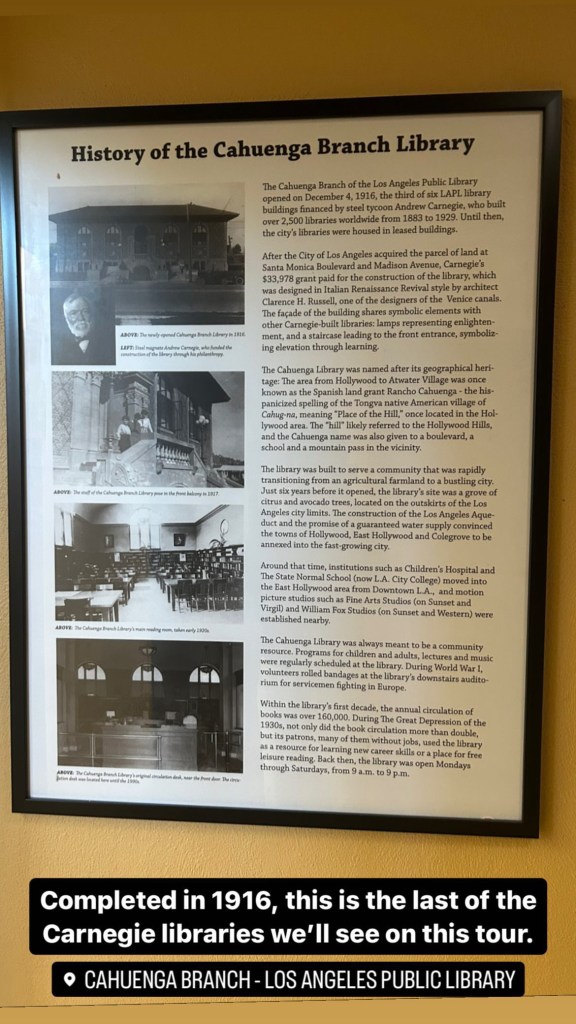 History of the Cahuenga Branch Library
The Cahuenga Branch of the Los Angeles Public Library
opened on December 4, 1916, the third of six LAPL library
buildings financed by steel tycoon Andrew Carnegie, who built
over 2,500 libraries worldwide from 1883 to 1929. Until then,
the city's libraries were housed in leased buildings.
After the City of Los Angeles acquired the parcel of land at
Santa Monica Boulevard and Madison Avenue, Carnegie's
$33,978 grant paid for the construction of the library, which
was designed in Italian Renaissance Revival style by architect
Clarence H. Russell, one of the designers of the Venice canals.
The façade of the building shares symbolic elements with
other Carnegie-built libraries: lamps representing enlighten-
ment, and a staircase leading to the front entrance, symboliz-
ing elevation through learning.
The Cahuenga Library was named after its geographical heri-
tage: The area from Hollywood to Atwater Village was once
known as the Spanish land grant Rancho Cahuenga - the his-
panicized spelling of the Tongva native American village of
Cahug-na, meaning "Place of the Hill," once located in the Hol-
lywood area. The "hill" likely referred to the Hollywood Hills,
and the Cahuenga name was also given to a boulevard, a
school and a mountain pass in the vicinity.
The library was built to serve a community that was rapidly
transitioning from an agricultural farmland to a bustling city.
Just six years before it opened, the library's site was a grove of
citrus and avocado trees, located on the outskirts of the Los
Angeles city limits. The construction of the Los Angeles Aque-
duct and the promise of a guaranteed water supply convinced
the towns of Hollywood, East Hollywood and Colegrove to be
annexed into the fast-growing city.
Around that time, institutions such as Children's Hospital and
The State Normal School (now L.A. City College) moved into
the East Hollywood area from Downtown L.A., and motion
picture studios such as Fine Arts Studios (on Sunset and
Virgil) and William Fox Studios (on Sunset and Western) were
established nearby.
The Cahuenga Library was always meant to be a community
resource. Programs for children and adults, lectures and music
were regularly scheduled at the library. During World War I,
volunteers rolled bandages at the library's downstairs audito-
rium for servicemen fighting in Europe.
Within the library's first decade, the annual circulation of
books was over 160,000. During The Great Depression of the
1930s, not only did the book circulation more than double,
but its patrons, many of them without jobs, used the library
as a resource for learning new career skills or a place for free
leisure reading. Back then, the library was open Mondays
through Saturdays, from 9 a.m. to 9 p.m.
ABOVE: The newly-opened Cahuenga Branch Library in 1916.
LEFT: Steel magnate Andrew Carnegie, who funded the
construction of the library through his philanthropy.
ABOVE: The staff of the Cahuenga Branch Library pose in the front balcony in 1917.
ABOVE: The Cahuenga Branch Library's main reading room, taken early 1920s.
ABOVE: The Cahuenga Branch Library's original circulation desk, near the front door. The circu-
lation desk was located here until the 1990s.
Completed in 1916, this is the last of the
Carnegie libraries we'll see on this tour.
CAHUENGA BRANCH - LOS ANGELES PUBLIC LIBRARY